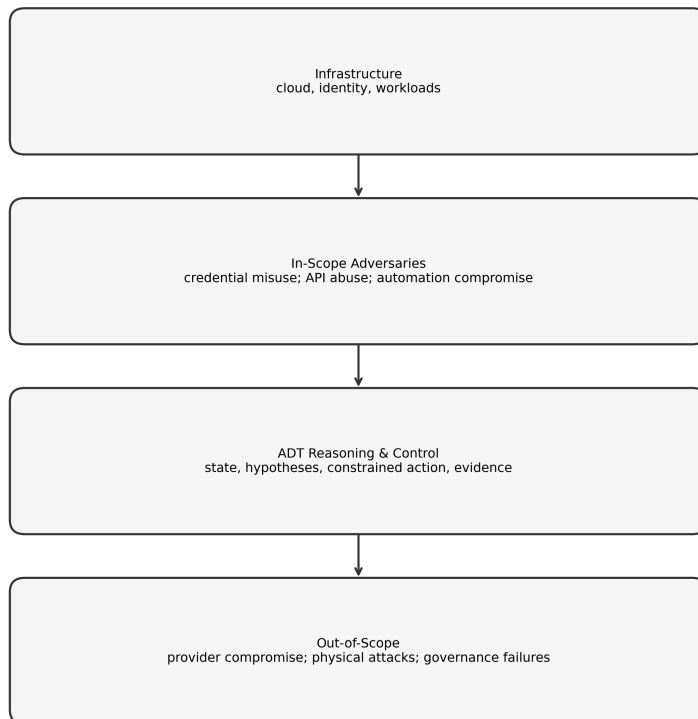 Infrastructure
cloud, identity, workloads
In-Scope Adversaries
credential misuse; API abuse; automation compromise
ADT Reasoning & Control
state, hypotheses, constrained action, evidence
Out-of-Scope
provider compromise; physical attacks; governance failures